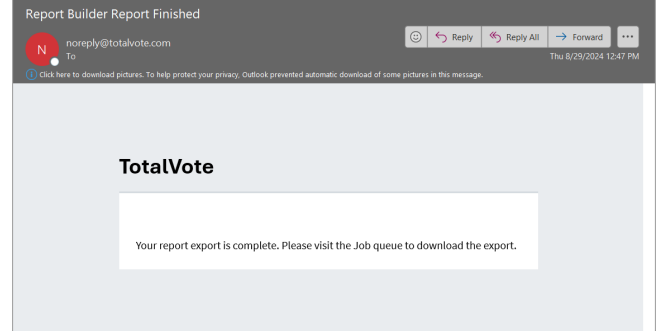 Report Builder Report Finished
N
noreply@totalvote.com
To
Reply
Reply All
Forward
Thu 8/29/2024 12:47 PM
Click here to download pictures. To help protect your privacy, Outlook prevented automatic download of some pictures in this message.
TotalVote
Your report export is complete. Please visit the Job queue to download the export.